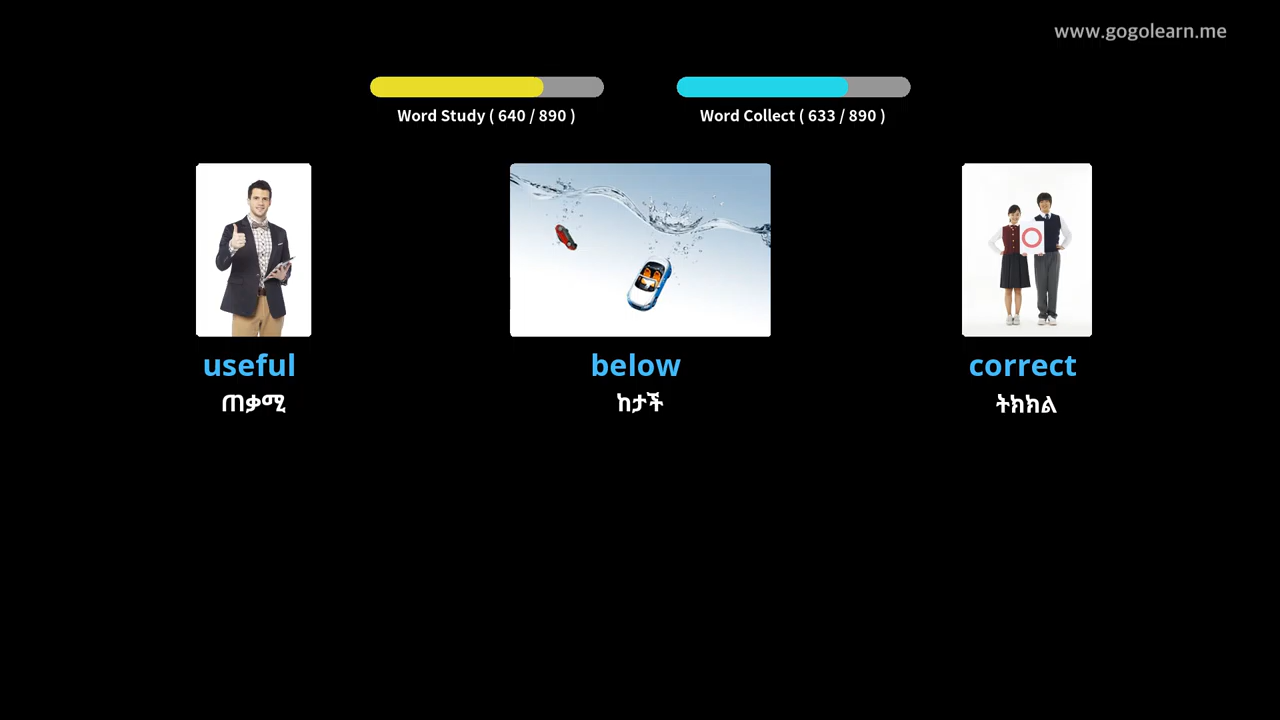 www.gogolearn.me
Word Study ( 640 / 890 )
Word Collect ( 633 / 890 )
useful
ጠቃሚ
below
ከታች
correct
ትክክል